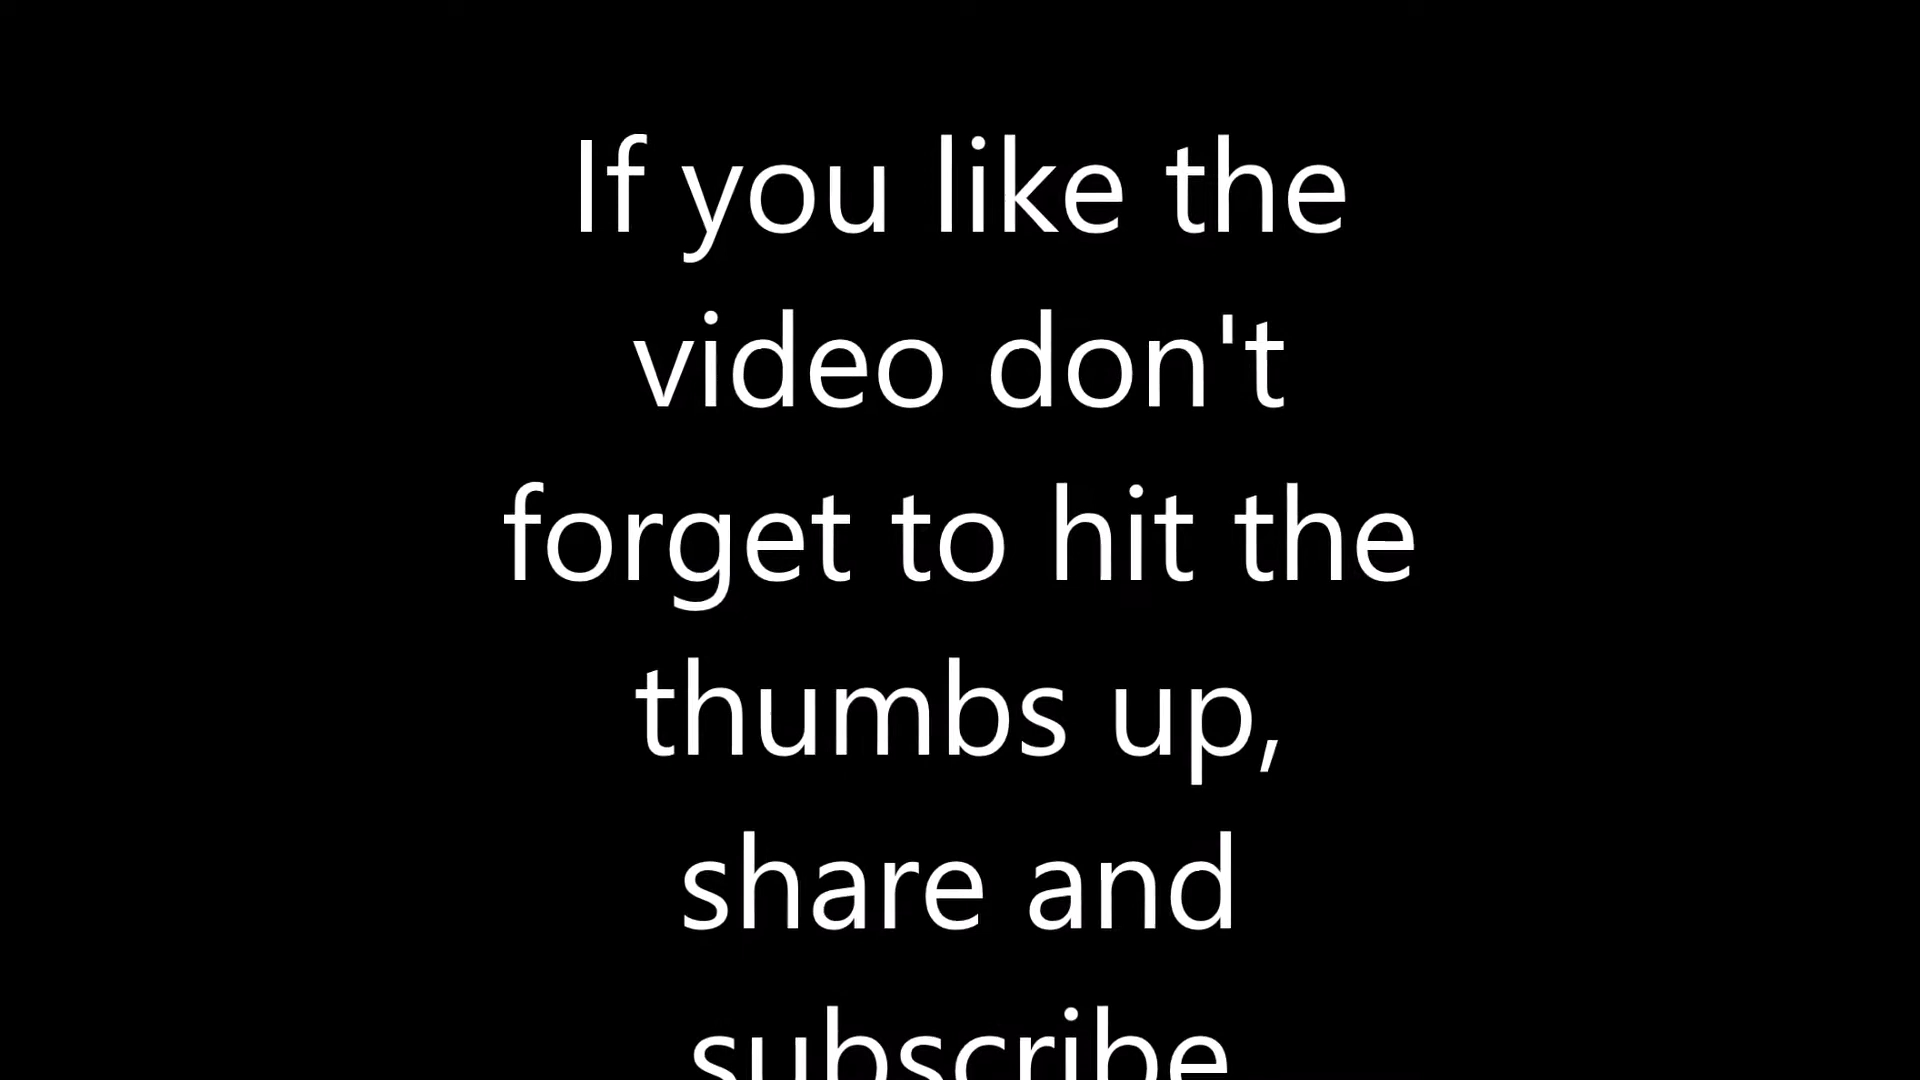 If you like the
video don't
forget to hit the
thumbs up,
share and
subscribe